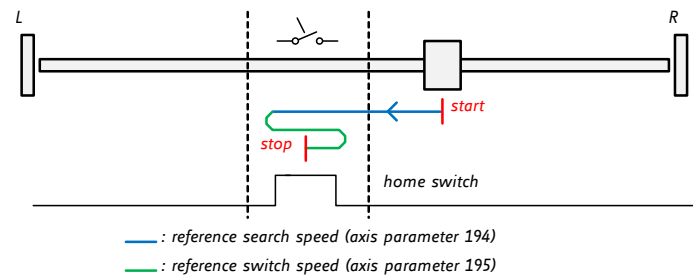 L
R
start
stop
home switch
: reference search speed (axis parameter 194)
: reference switch speed (axis parameter 195)